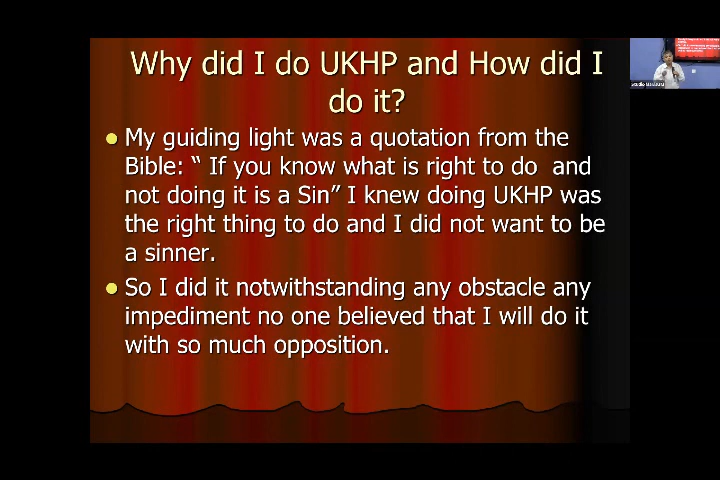 Why did I do UKHP and How did I
do it?
My guiding light was a quotation from the
Bible: “ If you know what is right to do and
not doing it is a Sin” I knew doing UKHP was
the right thing to do and I did not want to be
a sinner.
So I did it notwithstanding any obstacle any
impediment no one believed that I will do it
with so much opposition.